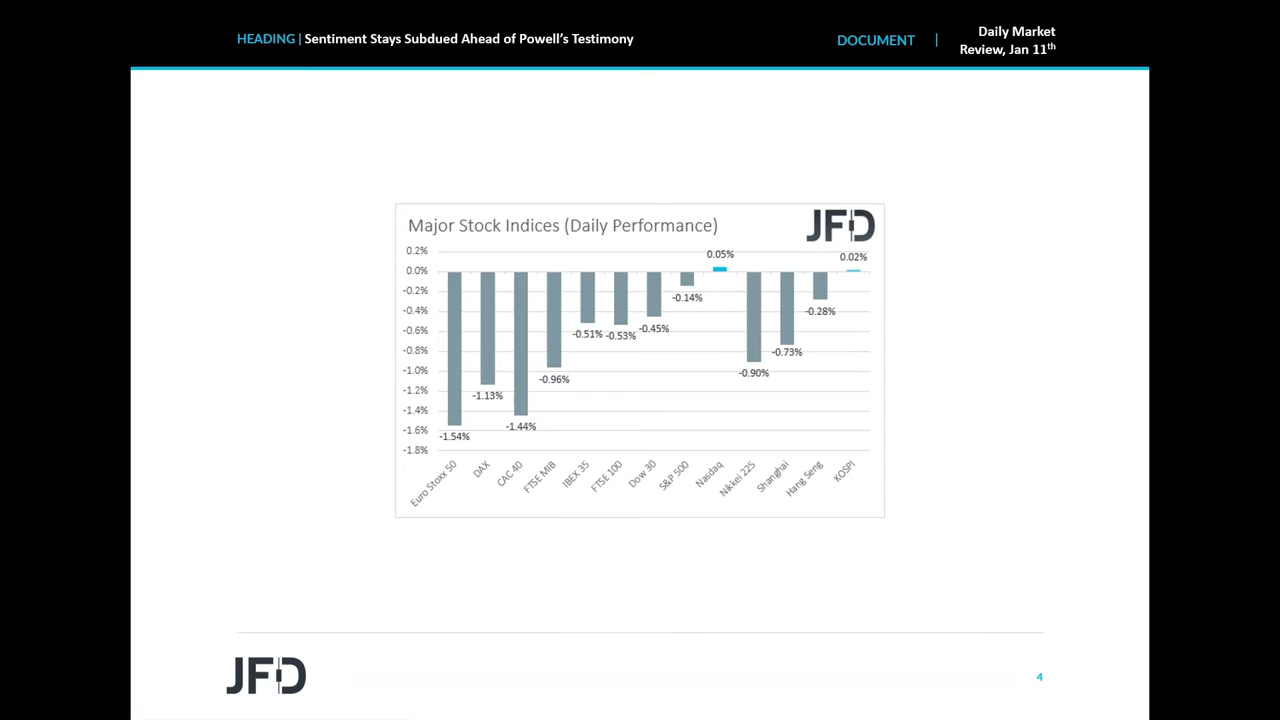 HEADING | Sentiment Stays Subdued Ahead of Powell's Testimony
DOCUMENT |
Daily Market
Review, Jan 11th
Major Stock Indices (Daily Performance)
JFD
0.2%
0.0%
-0.2%
-0.4%
-0.6%
-0.8%
-1.0%
-1.2%
-1.4%
-1.6%
-1.8%
-1.54%
-1.13%
-1.44%
-0.96%
-0.51%
-0.53%
-0.45%
-0.14%
0.05%
-0.90%
-0.73%
-0.28%
0.02%
Euro Stoxx 50
DAX
CAC 40
FTSE MIB
IBEX 35
FTSE 100
Dow 30
S&P 500
Nasdaq
Nikkei 225
Shanghai
Hang Seng
KOSPI
JFD
4